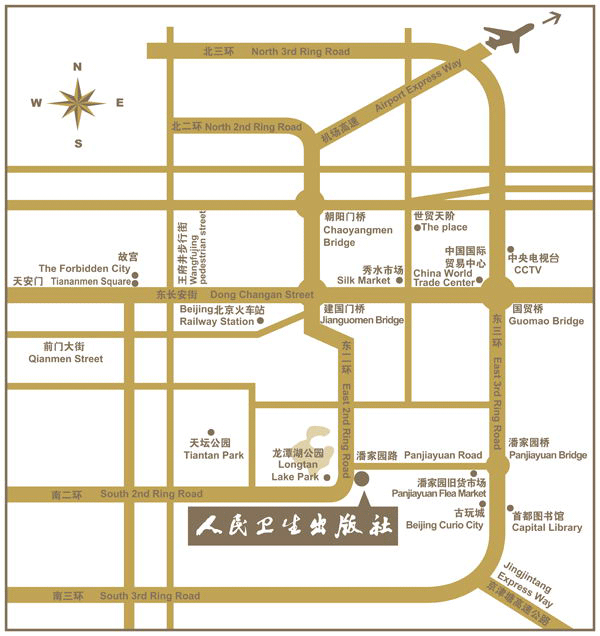 北三环 North 3rd Ring Road
N
W E
S
机场高速 Airport Express Way
北二环 North 2nd Ring Road
王府井步行街
Wangfujing
pedestrian street
朝阳门桥
Chaoyangmen
Bridge
世贸天阶
The place
故宫
The Forbidden City
天安门 Tiananmen Square
秀水市场
Silk Market
中国国际
贸易中心
China World
Trade Center
中央电视台
CCTV
东长安街 Dong Changan Street
Beijing北京火车站
Railway Station
建国门桥
Jianguomen Bridge
国贸桥
Guomao Bridge
前门大街
Qianmen Street
东二环 East 2nd Ring Road
东三环 East 3rd Ring Road
天坛公园
Tiantan Park
龙潭湖公园
Longtan
Lake Park
潘家园路 Panjiayuan Road
潘家园桥
Panjiayuan Bridge
潘家园旧货市场
Panjiayuan Flea Market
古玩城
Beijing Curio City
首都图书馆
Capital Library
南二环 South 2nd Ring Road
人民卫生出版社
南三环 South 3rd Ring Road
Jingjintang
Express Way
京津塘高速公路